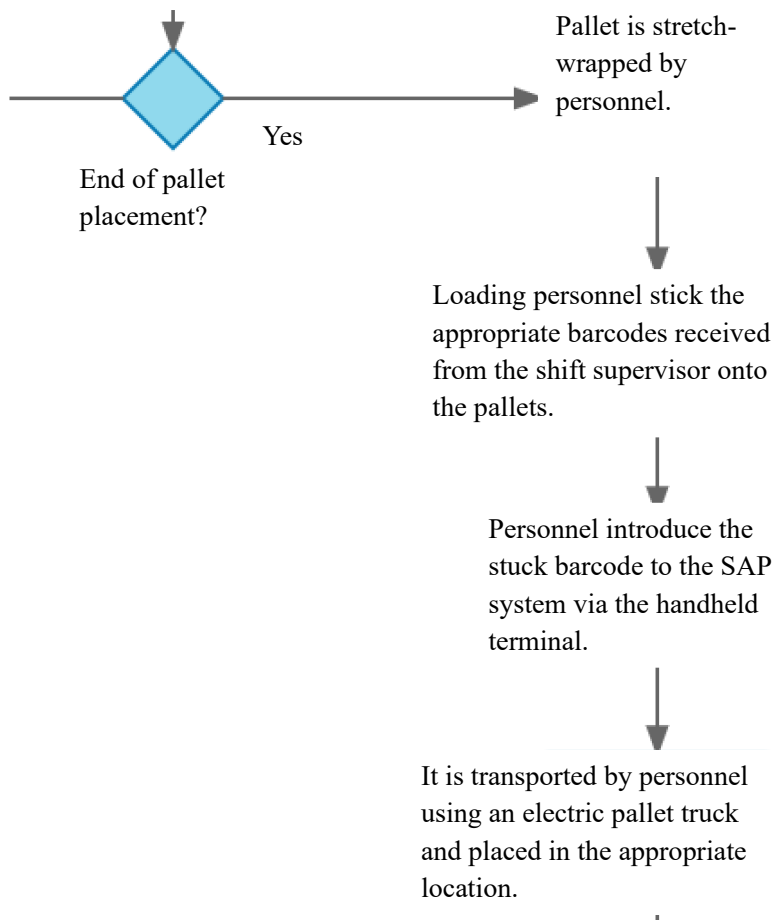 Pallet is stretch-
wrapped by
personnel.
Yes
End of pallet
placement?
Loading personnel stick the
appropriate barcodes received
from the shift supervisor onto
the pallets.
Personnel introduce the
stuck barcode to the SAP
system via the handheld
terminal.
It is transported by personnel
using an electric pallet truck
and placed in the appropriate
location.